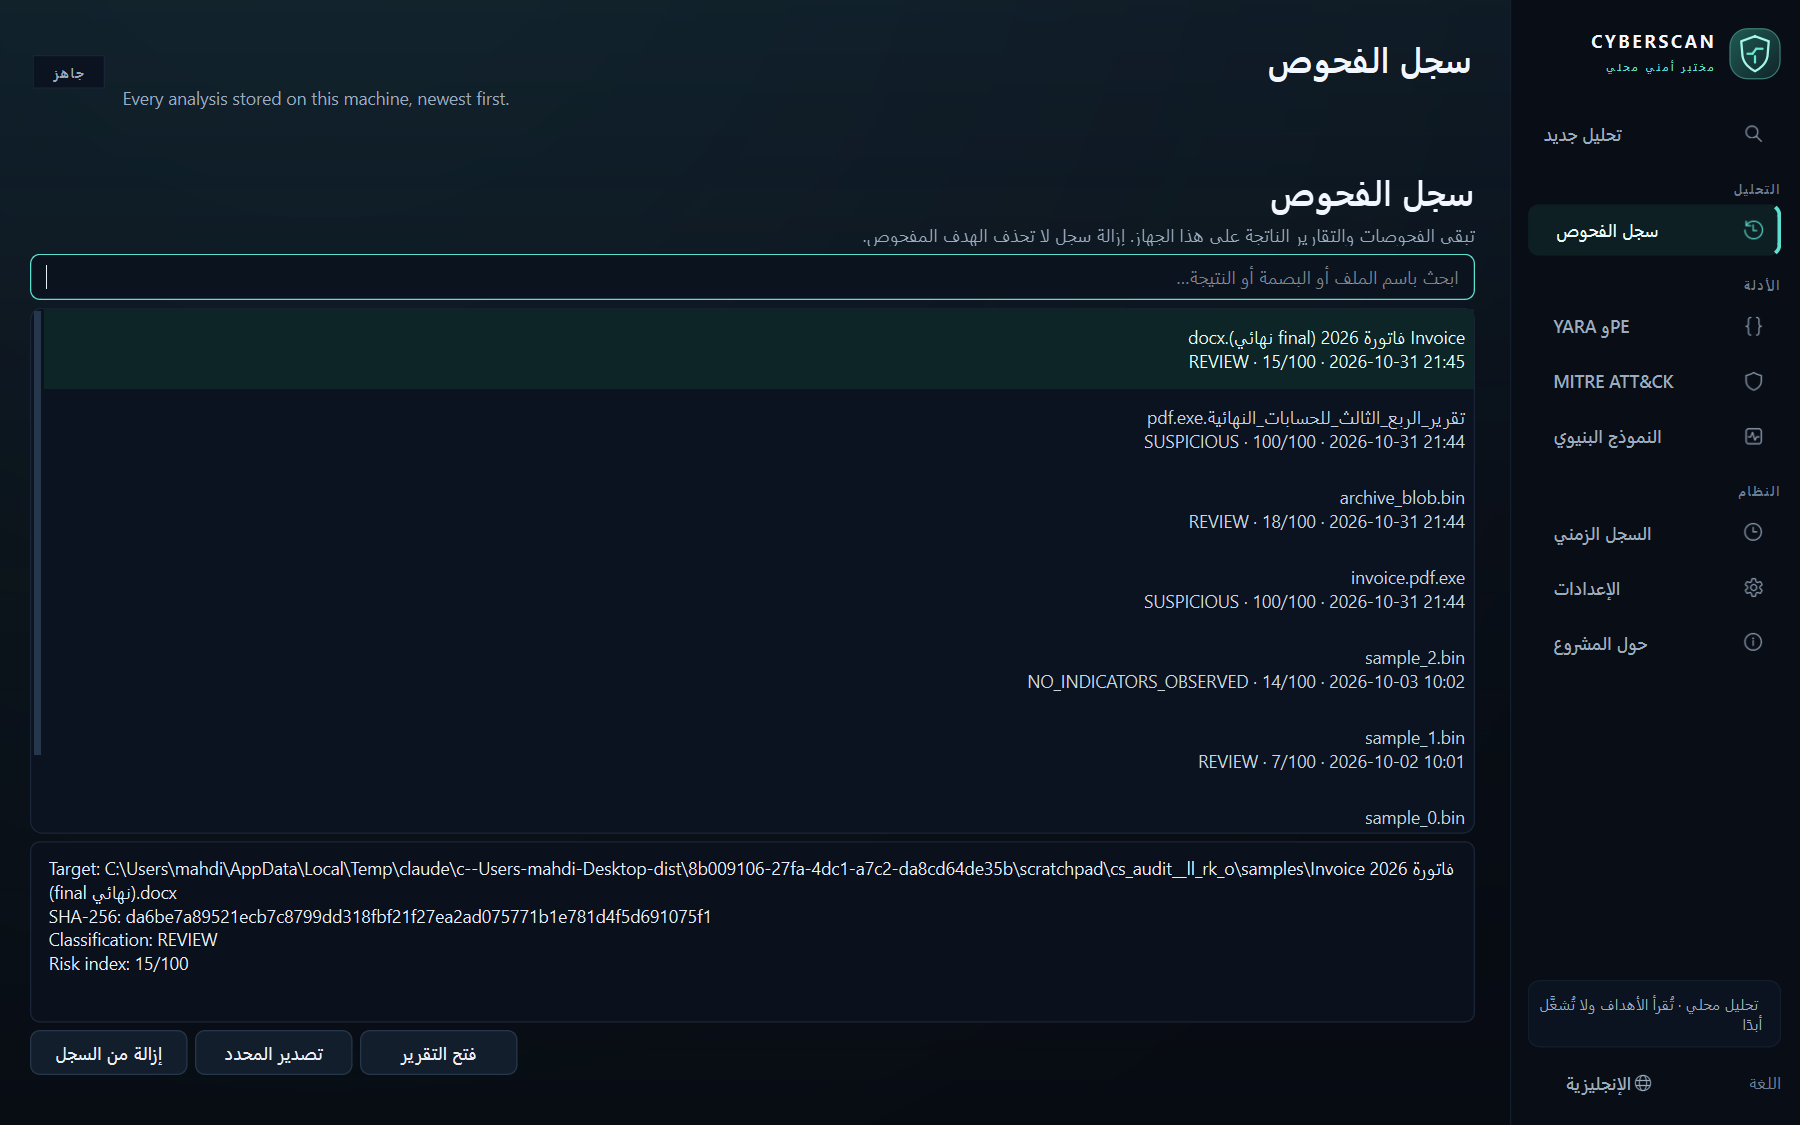 CYBERSCAN
مختبر أمني محلي
تحليل جديد
التحليل
سجل الفحوص
الأدلة
YARA وPE
MITRE ATT&CK
النموذج البنيوي
النظام
السجل الزمني
الإعدادات
حول المشروع
تحليل محلي · تُقرأ الأهداف ولا تُشغَّل
أبدًا
اللغة
الإنجليزية
سجل الفحوص
جاهز
Every analysis stored on this machine, newest first.
سجل الفحوص
تبقى الفحوصات والتقارير الناتجة على هذا الجهاز. إزالة سجل لا تحذف الهدف المفحوص.
ابحث باسم الملف أو البصمة أو النتيجة...
Invoice فاتورة 2026 (final نهائي).docx
REVIEW · 15/100 · 2026-10-31 21:45
تقرير_الربع_الثالث_للحسابات_النهائية.pdf.exe
SUSPICIOUS · 100/100 · 2026-10-31 21:44
archive_blob.bin
REVIEW · 18/100 · 2026-10-31 21:44
invoice.pdf.exe
SUSPICIOUS · 100/100 · 2026-10-31 21:44
sample_2.bin
NO_INDICATORS_OBSERVED · 14/100 · 2026-10-03 10:02
sample_1.bin
REVIEW · 7/100 · 2026-10-02 10:01
sample_0.bin
Target: C:\Users\mahdi\AppData\Local\Temp\claude\c--Users-mahdi-Desktop-dist\8b009106-27fa-4dc1-a7c2-da8cd64de35b\scratchpad\cs_audit__ll_rk_o\samples\Invoice 2026 فاتورة
(final نهائي).docx
SHA-256: da6be7a89521ecb7c8799dd318fbf21f27ea2ad075771b1e781d4f5d691075f1
Classification: REVIEW
Risk index: 15/100
فتح التقرير
تصدير المحدد
إزالة من السجل